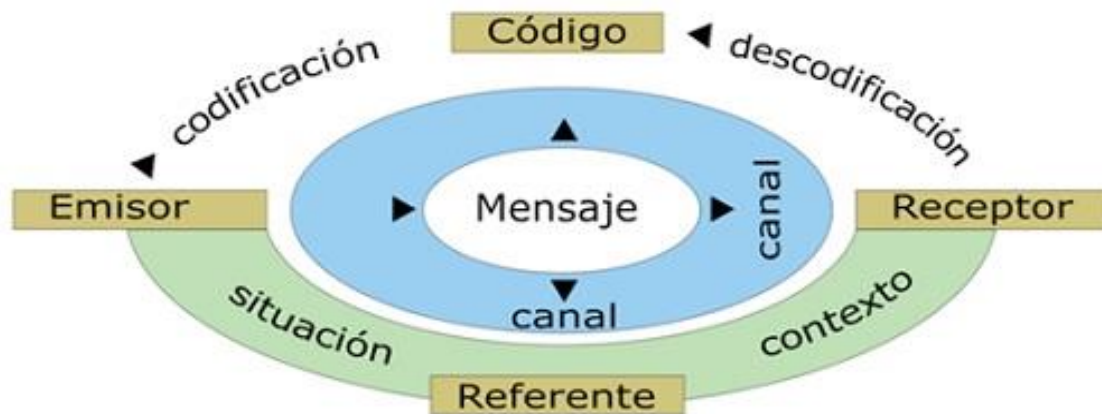 Código
codificación
descodificación
Emisor
Mensaje
canal
Receptor
situación
canal
contexto
Referente